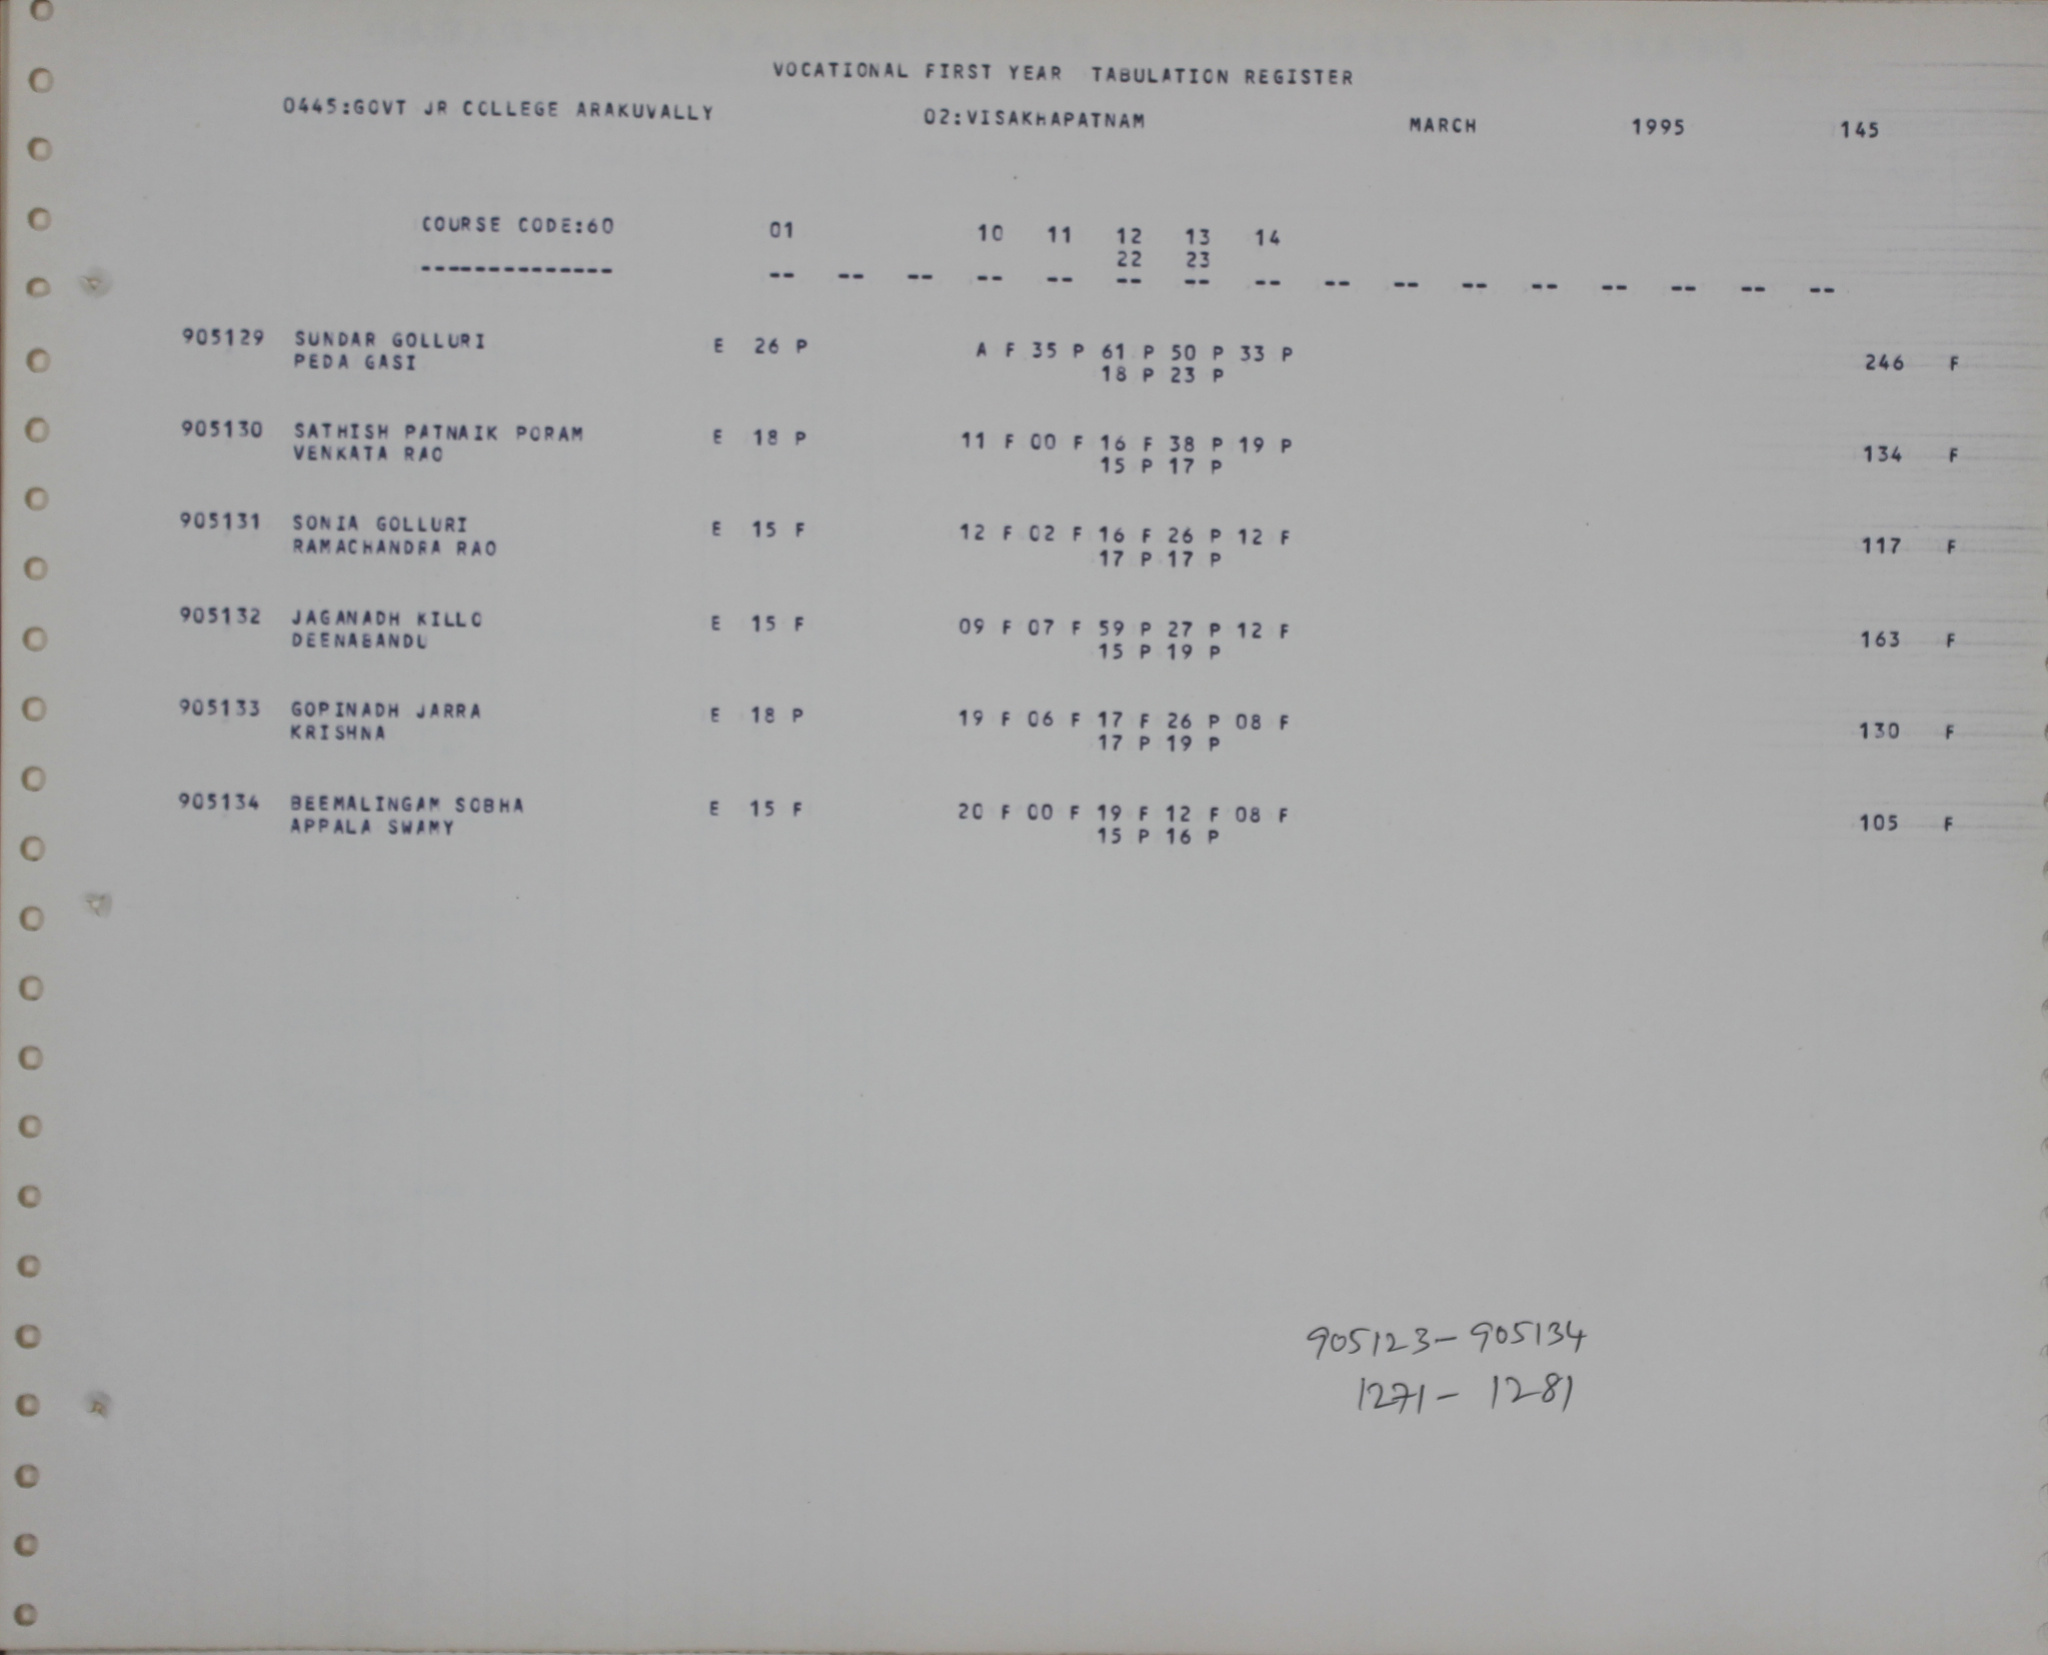 VOCATIONAL FIRST YEAR TABULATION REGISTER
0445:GOVT JR COLLEGE ARAKUVALLY 02:VISAKHAPATNAM MARCH 1995 145
COURSE CODE:60 01 10 11 12 13 14
22 23
-------------- -- -- -- -- -- -- -- -- -- -- -- -- -- -- -- --
905129 SUNDAR GOLLURI E 26 P A F 35 P 61 P 50 P 33 P
PEDA GASI 18 P 23 P 246 F
905130 SATHISH PATNAIK PORAM E 18 P 11 F 00 F 16 F 38 P 19 P
VENKATA RAO 15 P 17 P 134 F
905131 SONIA GOLLURI E 15 F 12 F 02 F 16 F 26 P 12 F
RAMACHANDRA RAO 17 P 17 P 117 F
905132 JAGANADH KILLO E 15 F 09 F 07 F 59 P 27 P 12 F
DEENABANDU 15 P 19 P 163 F
905133 GOPINADH JARRA E 18 P 19 F 06 F 17 F 26 P 08 F
KRISHNA 17 P 19 P 130 F
905134 BEEMALINGAM SOBHA E 15 F 20 F 00 F 19 F 12 F 08 F
APPALA SWAMY 15 P 16 P 105 F
905123-905134
1271-1281